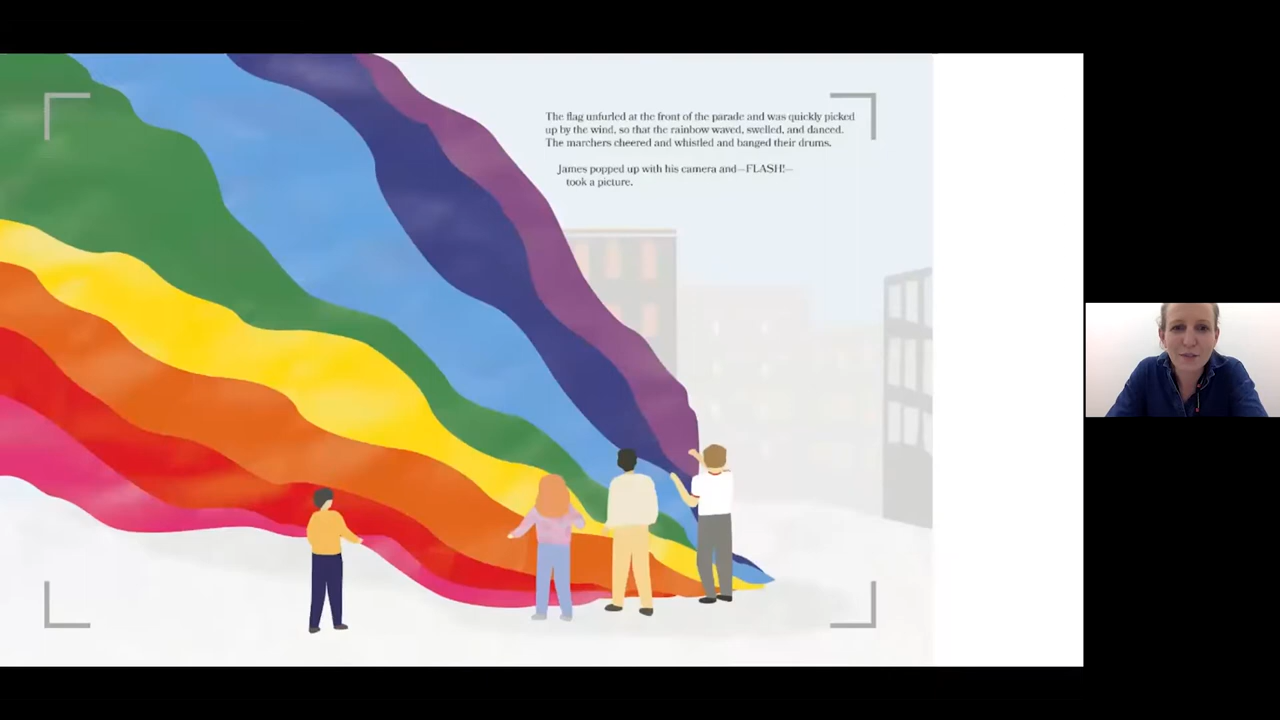 The flag unfurled at the front of the parade and was quickly picked
up by the wind, so that the rainbow waved, swelled, and danced.
The marchers cheered and whistled and banged their drums.
James popped up with his camera and—FLASH!—
took a picture.